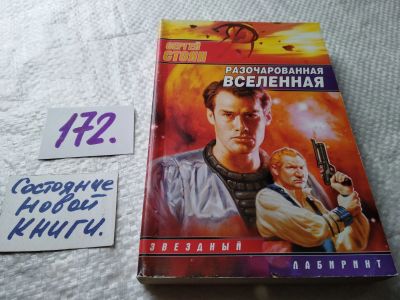 СЕРГЕЙ
СТОЯН
РАЗОЧАРОВАННАЯ
ВСЕЛЕННАЯ
172.
Состояние
новой
книги.
ЗВЕЗДНЫЙ
ЛАБИРИНТ